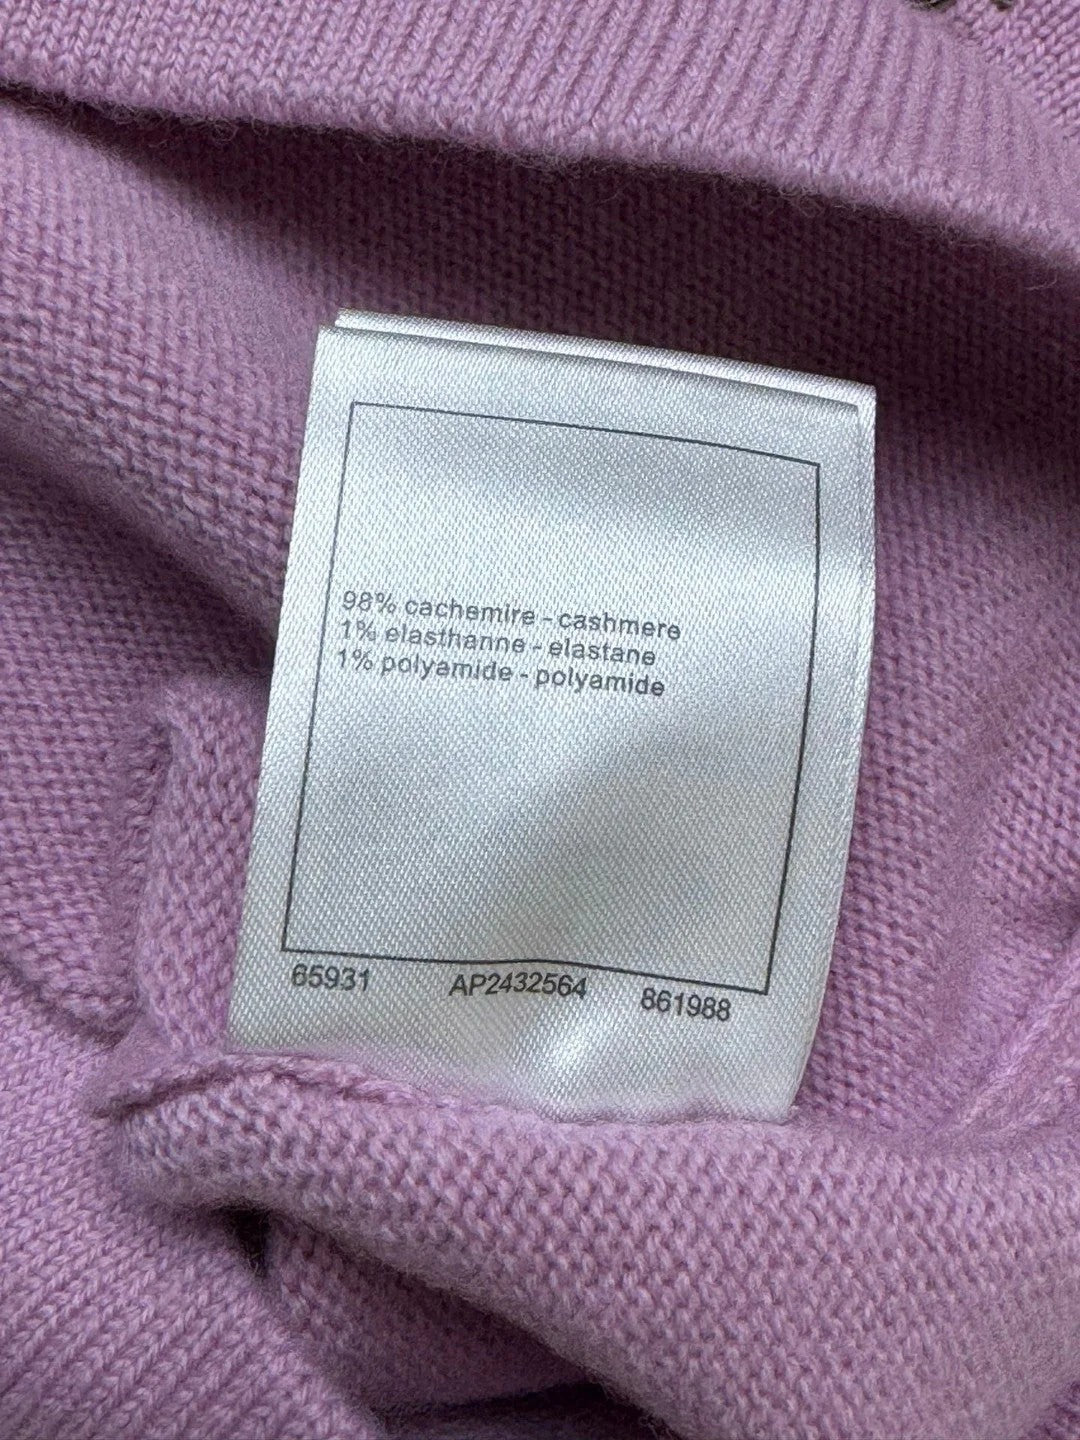 98% cachemire - cashmere
1% elasthanne - elastane
1% polyamide - polyamide
65931 AP2432564 861988